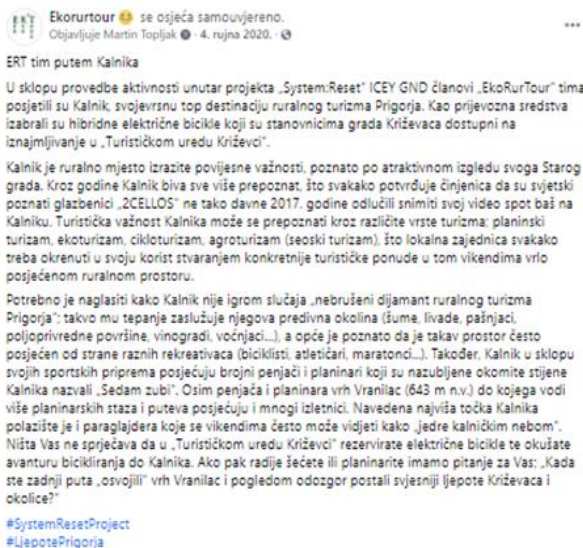 EKT
Ekorurtour se osjeća samouvjereno.
Objavljuje Martin Topljak · 4. rujna 2020. ·
ERT tim putem Kalnika
U sklopu provedbe aktivnosti unutar projekta „System:Reset" ICEY GND članovi „EkoRurTour" tima
posjetili su Kalnik, svojevrsnu top destinaciju ruralnog turizma Prigorja. Kao prijevozna sredstva
izabrali su hibridne električne bicikle koji su stanovnicima grada Križevaca dostupni na
iznajmljivanje u „Turističkom uredu Križevci".
Kalnik je ruralno mjesto izrazite povijesne važnosti, poznato po atraktivnom izgledu svoga Starog
grada. Kroz godine Kalnik biva sve više prepoznat, što svakako potvrđuje činjenica da su svjetski
poznati glazbenici „2CELLOS" ne tako davne 2017. godine odlučili snimiti svoj video spot baš na
Kalniku. Turistička važnost Kalnika može se prepoznati kroz različite vrste turizma; planinski
turizam, ekoturizam, cikloturizam, agroturizam (seoski turizam), što lokalna zajednica svakako
treba okrenuti u svoju korist stvaranjem konkretnije turističke ponude u tom vikendima vrlo
posjećenom ruralnom prostoru.
Potrebno je naglasiti kako Kalnik nije igrom slučaja „nebrušeni dijamant ruralnog turizma
Prigorja"; takvo mu tepanje zaslužuje njegova predivna okolina (šume, livade, pašnjaci,
poljoprivredne površine, vinogradi, voćnjaci...), a opće je poznato da je takav prostor često
posjećen od strane raznih rekreativaca (biciklisti, atletičari, maratonci...). Također, Kalnik u sklopu
svojih sportskih priprema posjećuju brojni penjači i planinari koji su nazubljene okomite stijene
Kalnika nazvali „Sedam zubi". Osim penjača i planinara vrh Vranilac (643 m n.v.) do kojega vodi
više planinarskih staza i puteva posjećuju i mnogi izletnici. Navedena najviša točka Kalnika
polazište je i paraglajdera koje se vikendima često može vidjeti kako „jedre kalničkim nebom".
Ništa Vas ne sprječava da u „Turističkom uredu Križevci" rezervirate električne bicikle te okušate
avanturu bicikliranja do Kalnika. Ako pak radije šećete ili planinarite imamo pitanje za Vas; „Kada
ste zadnji puta „osvojili" vrh Vranilac i pogledom odozgor postali svjesniji ljepote Križevaca i
okolice?"
#SystemResetProject
#LjepotePrigorja